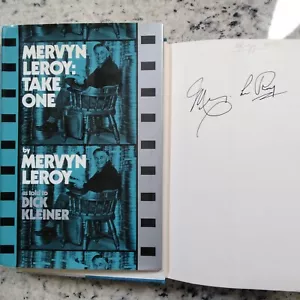 MERVYN
LEROY:
TAKE
ONE
by
MERVYN
LEROY
as told to
DICK
KLEINER